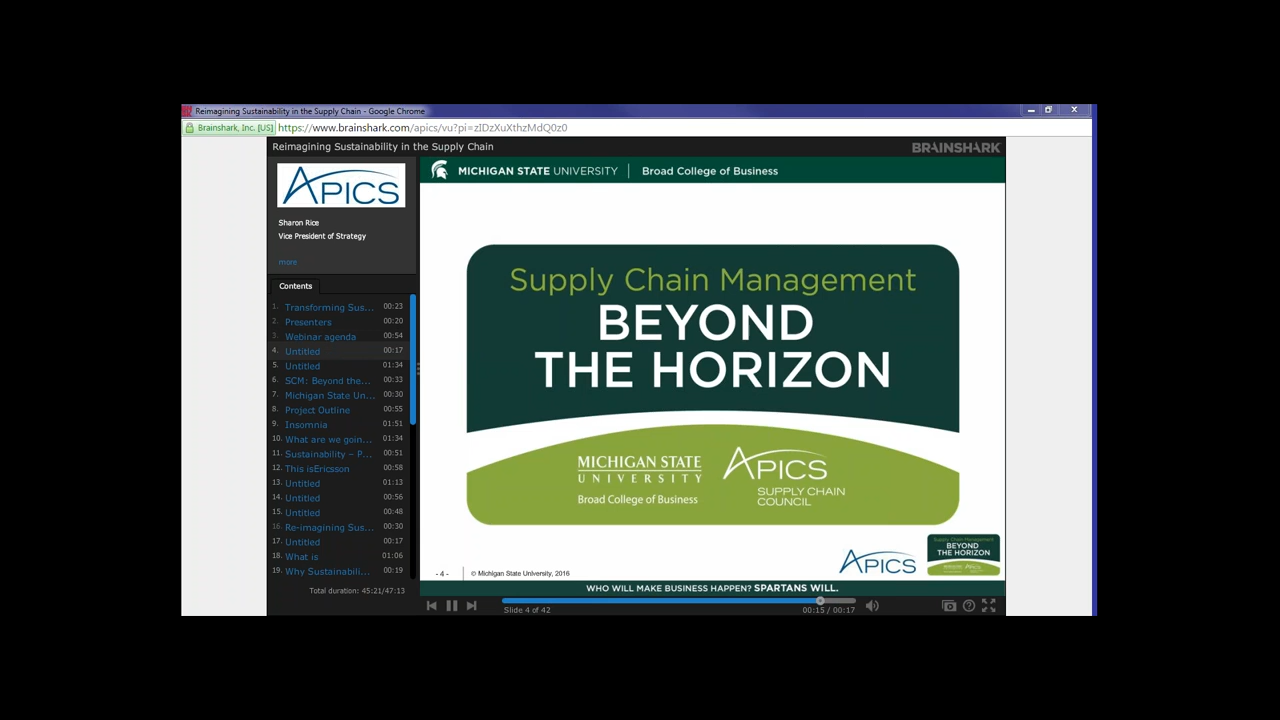 Reimagining Sustainability in the Supply Chain - Google Chrome
Brainshark, Inc. [US] https://www.brainshark.com/apics/vu?pi=zIDzXuXthzMdQ0z0
Reimagining Sustainability in the Supply Chain
BRAINSHARK
APICS
Sharon Rice
Vice President of Strategy
more
Contents
1. Transforming Sus... 00:23
2. Presenters 00:20
3. Webinar agenda 00:54
4. Untitled 00:17
5. Untitled 01:34
6. SCM: Beyond the... 00:33
7. Michigan State Un... 00:30
8. Project Outline 00:55
9. Insomnia 01:51
10. What are we goin... 01:34
11. Sustainability – P... 00:51
12. This isEricsson 00:58
13. Untitled 01:13
14. Untitled 00:56
15. Untitled 00:48
16. Re-imagining Sus... 00:30
17. Untitled 00:17
18. What is 01:06
19. Why Sustainabili... 00:19
Total duration: 45:21/47:13
MICHIGAN STATE UNIVERSITY | Broad College of Business
Supply Chain Management
BEYOND
THE HORIZON
MICHIGAN STATE
UNIVERSITY
Broad College of Business
APICS
SUPPLY CHAIN
COUNCIL
- 4 - © Michigan State University, 2016
APICS
Supply Chain Management
BEYOND
THE HORIZON
WHO WILL MAKE BUSINESS HAPPEN? SPARTANS WILL.
Slide 4 of 42
00:15 / 00:17